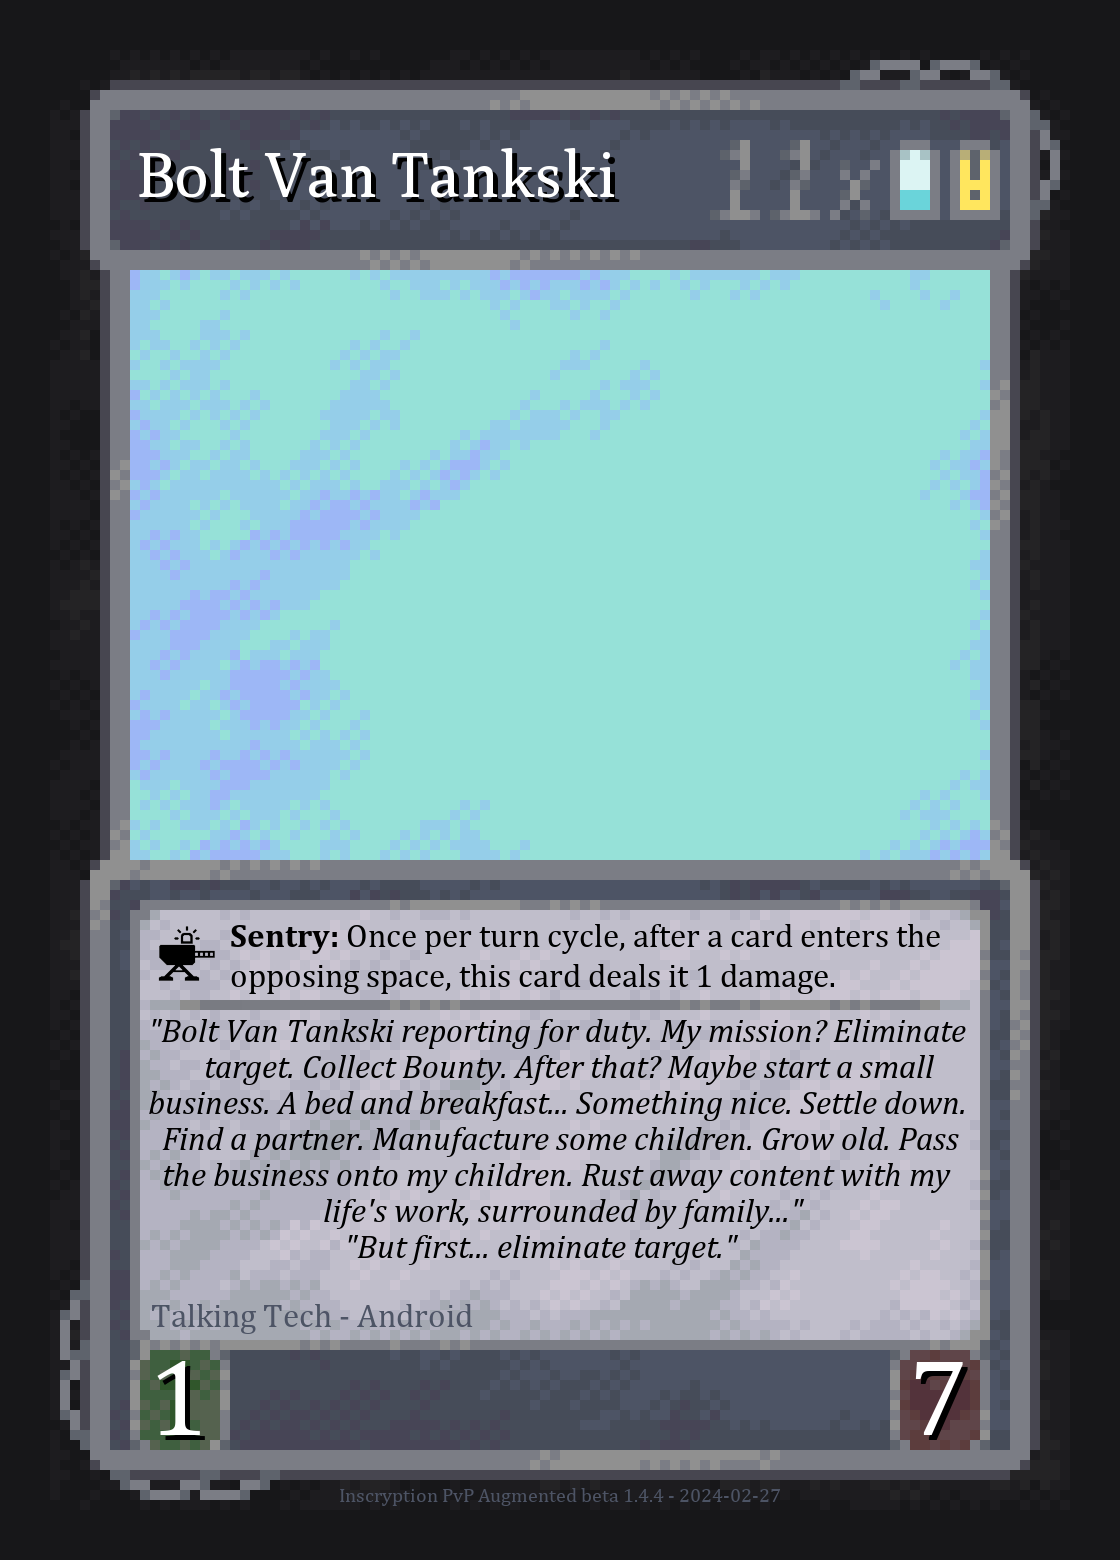 Bolt Van Tankski 11x
Sentry: Once per turn cycle, after a card enters the
opposing space, this card deals it 1 damage.
"Bolt Van Tankski reporting for duty. My mission? Eliminate
target. Collect Bounty. After that? Maybe start a small
business. A bed and breakfast... Something nice. Settle down.
Find a partner. Manufacture some children. Grow old. Pass
the business onto my children. Rust away content with my
life's work, surrounded by family..."
"But first... eliminate target."
Talking Tech - Android
1 7
Inscryption PvP Augmented beta 1.4.4 - 2024-02-27